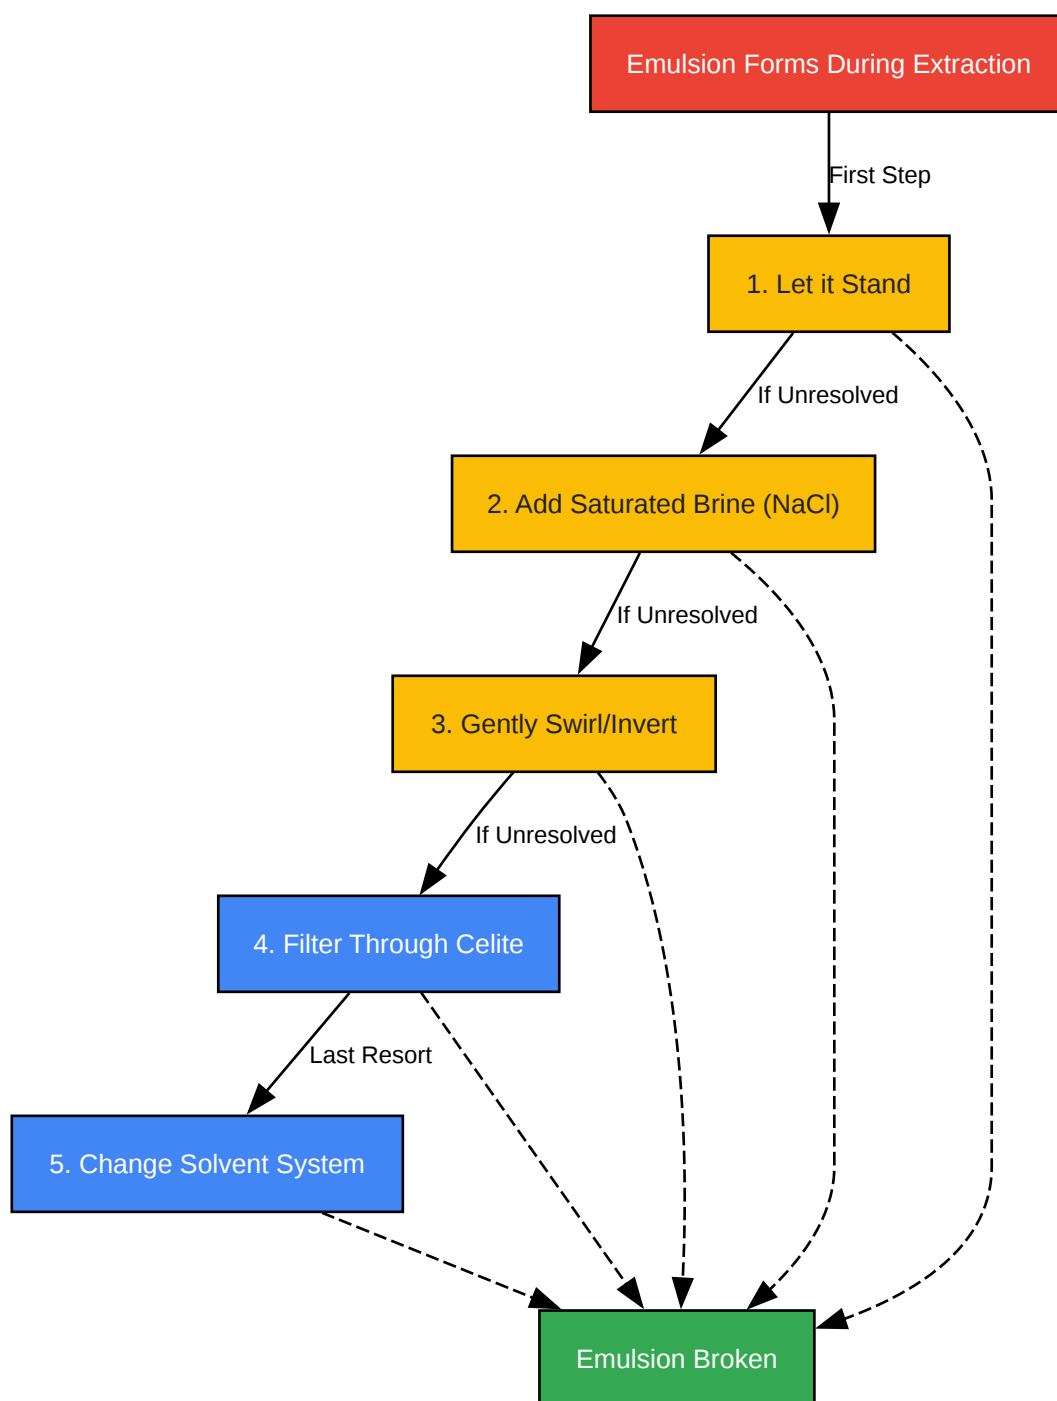 Emulsion Forms During Extraction
First Step
1. Let it Stand
If Unresolved
2. Add Saturated Brine (NaCl)
If Unresolved
3. Gently Swirl/Invert
If Unresolved
4. Filter Through Celite
Last Resort
5. Change Solvent System
Emulsion Broken